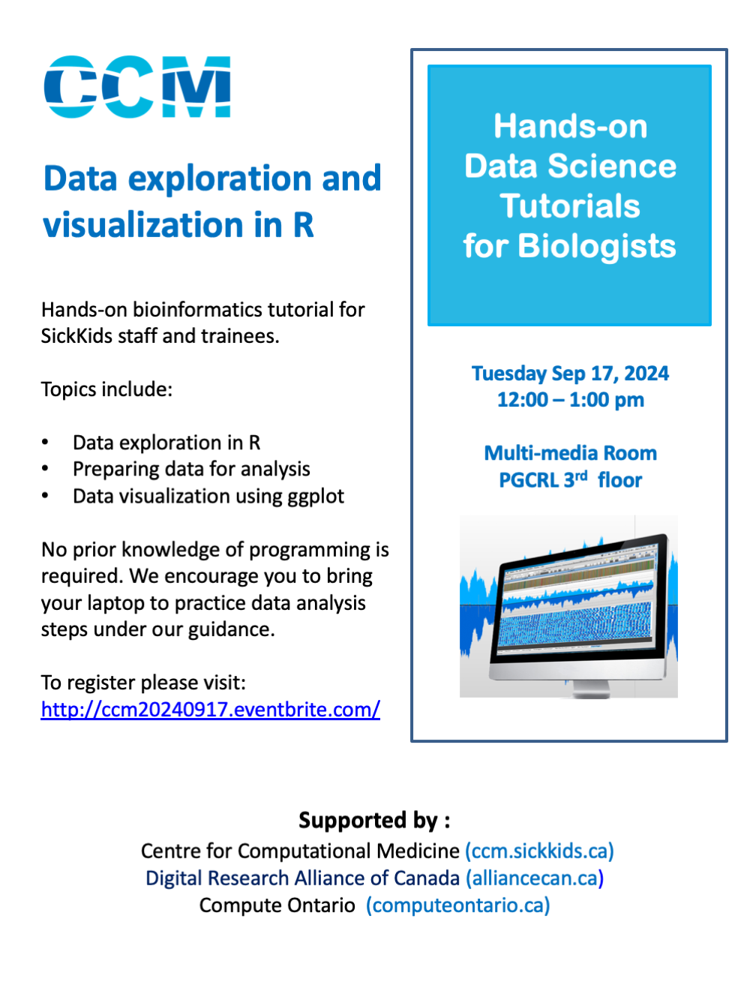 CCM
Data exploration and
visualization in R
Hands-on bioinformatics tutorial for
SickKids staff and trainees.
Topics include:
• Data exploration in R
• Preparing data for analysis
• Data visualization using ggplot
No prior knowledge of programming is
required. We encourage you to bring
your laptop to practice data analysis
steps under our guidance.
To register please visit:
http://ccm20240917.eventbrite.com/
Hands-on
Data Science
Tutorials
for Biologists
Tuesday Sep 17, 2024
12:00 – 1:00 pm
Multi-media Room
PGCRL 3rd floor
Supported by :
Centre for Computational Medicine (ccm.sickkids.ca)
Digital Research Alliance of Canada (alliancecan.ca)
Compute Ontario (computeontario.ca)